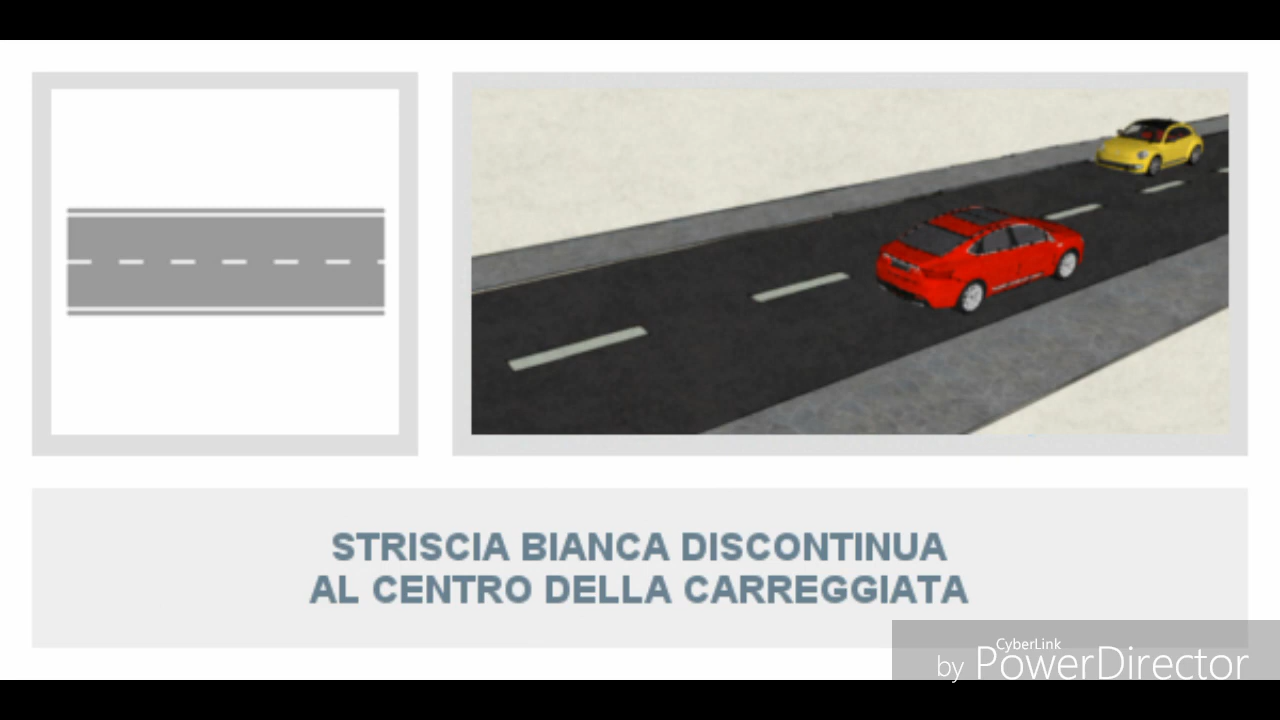 STRISCIA BIANCA DISCONTINUA
AL CENTRO DELLA CARREGGIATA
CyberLink
by PowerDirector